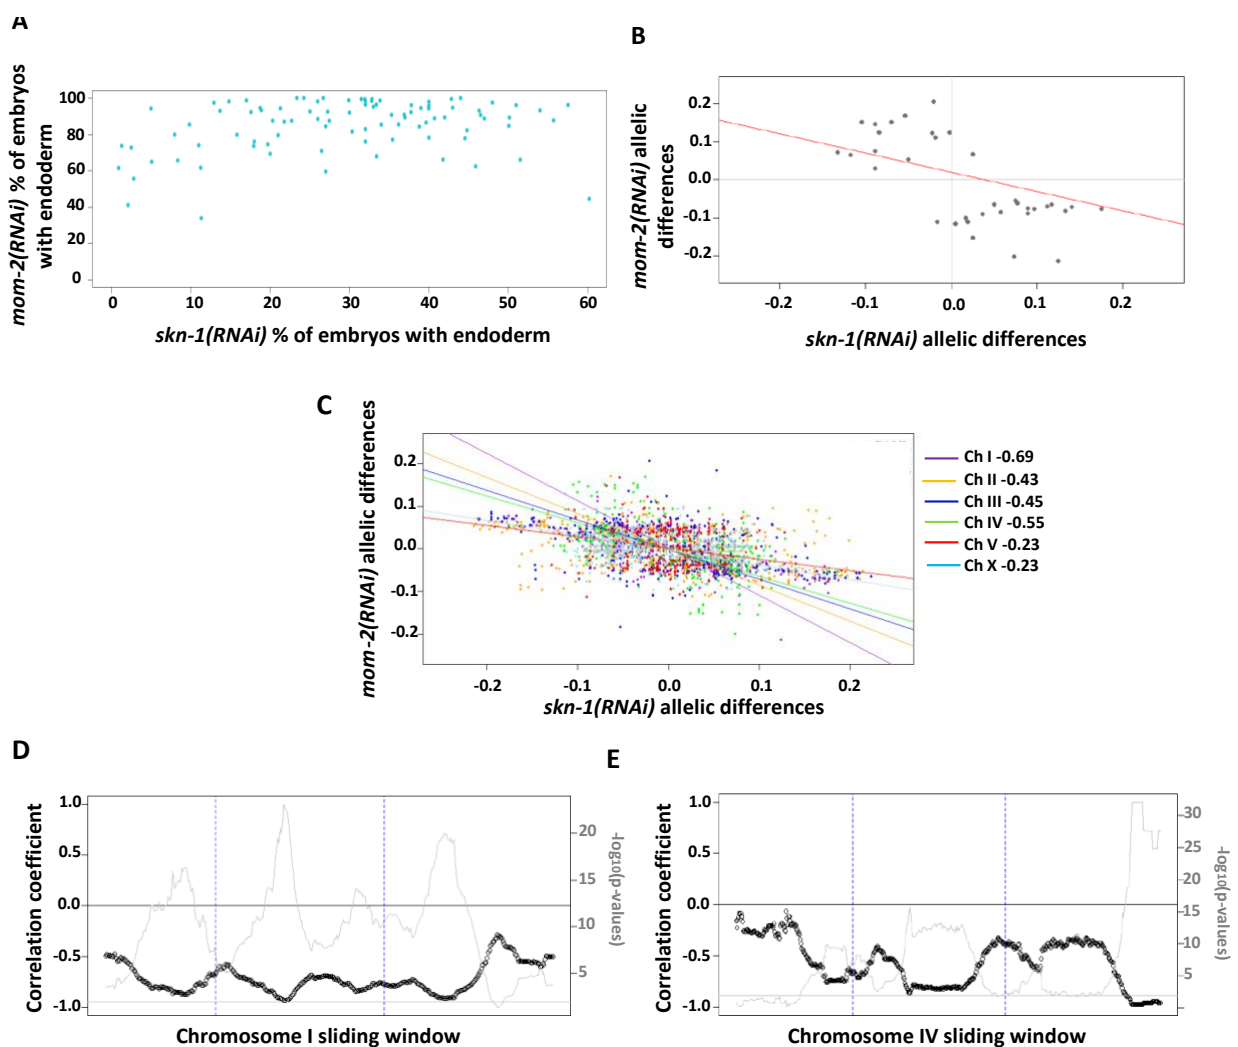 A
mom-2(RNAi) % of embryos
with endoderm
100
80
60
40
20
0
0 10 20 30 40 50 60
skn-1(RNAi) % of embryos with endoderm
B
mom-2(RNAi) allelic
differences
0.2
0.1
0.0
-0.1
-0.2
-0.2 -0.1 0.0 0.1 0.2
skn-1(RNAi) allelic differences
C
mom-2(RNAi) allelic differences
0.2
0.1
0.0
-0.1
-0.2
-0.2 -0.1 0.0 0.1 0.2
skn-1(RNAi) allelic differences
Ch I -0.69
Ch II -0.43
Ch III -0.45
Ch IV -0.55
Ch V -0.23
Ch X -0.23
D
Correlation coefficient
1.0
0.5
0.0
-0.5
-1.0
20
15
10
5
-log10(p-values)
Chromosome I sliding window
E
Correlation coefficient
1.0
0.5
0.0
-0.5
-1.0
30
25
20
15
10
5
-log10(p-values)
Chromosome IV sliding window